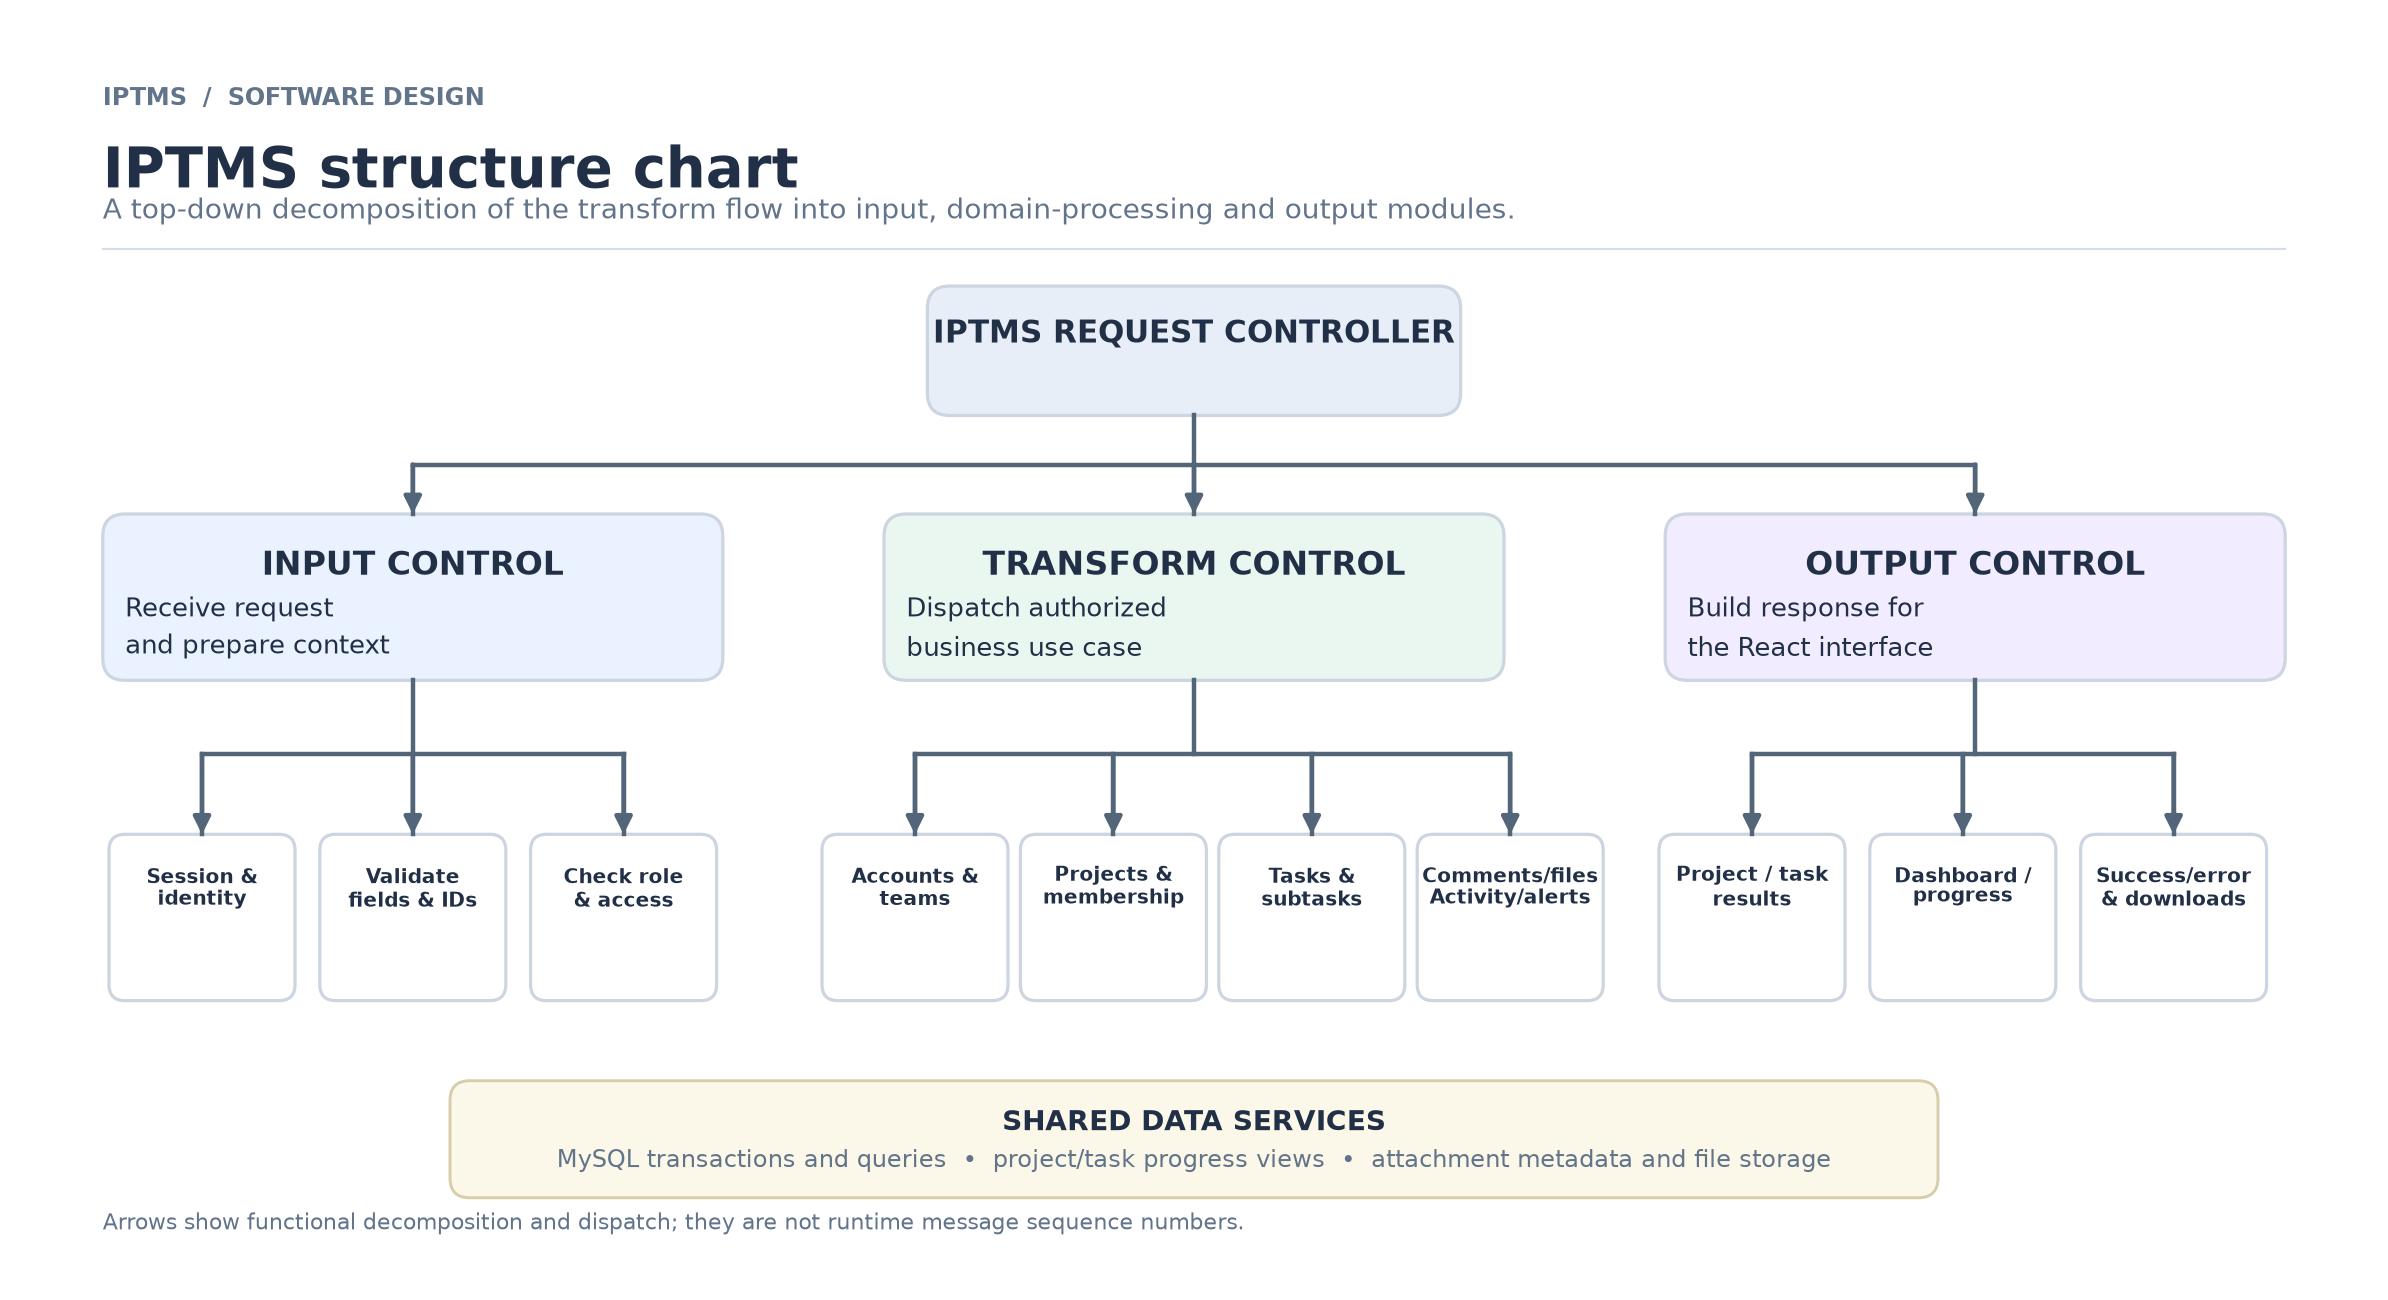 IPTMS / SOFTWARE DESIGN
IPTMS structure chart
A top-down decomposition of the transform flow into input, domain-processing and output modules.
IPTMS REQUEST CONTROLLER
INPUT CONTROL
Receive request
and prepare context
TRANSFORM CONTROL
Dispatch authorized
business use case
OUTPUT CONTROL
Build response for
the React interface
Session &
identity
Validate
fields & IDs
Check role
& access
Accounts &
teams
Projects &
membership
Tasks &
subtasks
Comments/files
Activity/alerts
Project / task
results
Dashboard /
progress
Success/error
& downloads
SHARED DATA SERVICES
MySQL transactions and queries • project/task progress views • attachment metadata and file storage
Arrows show functional decomposition and dispatch; they are not runtime message sequence numbers.